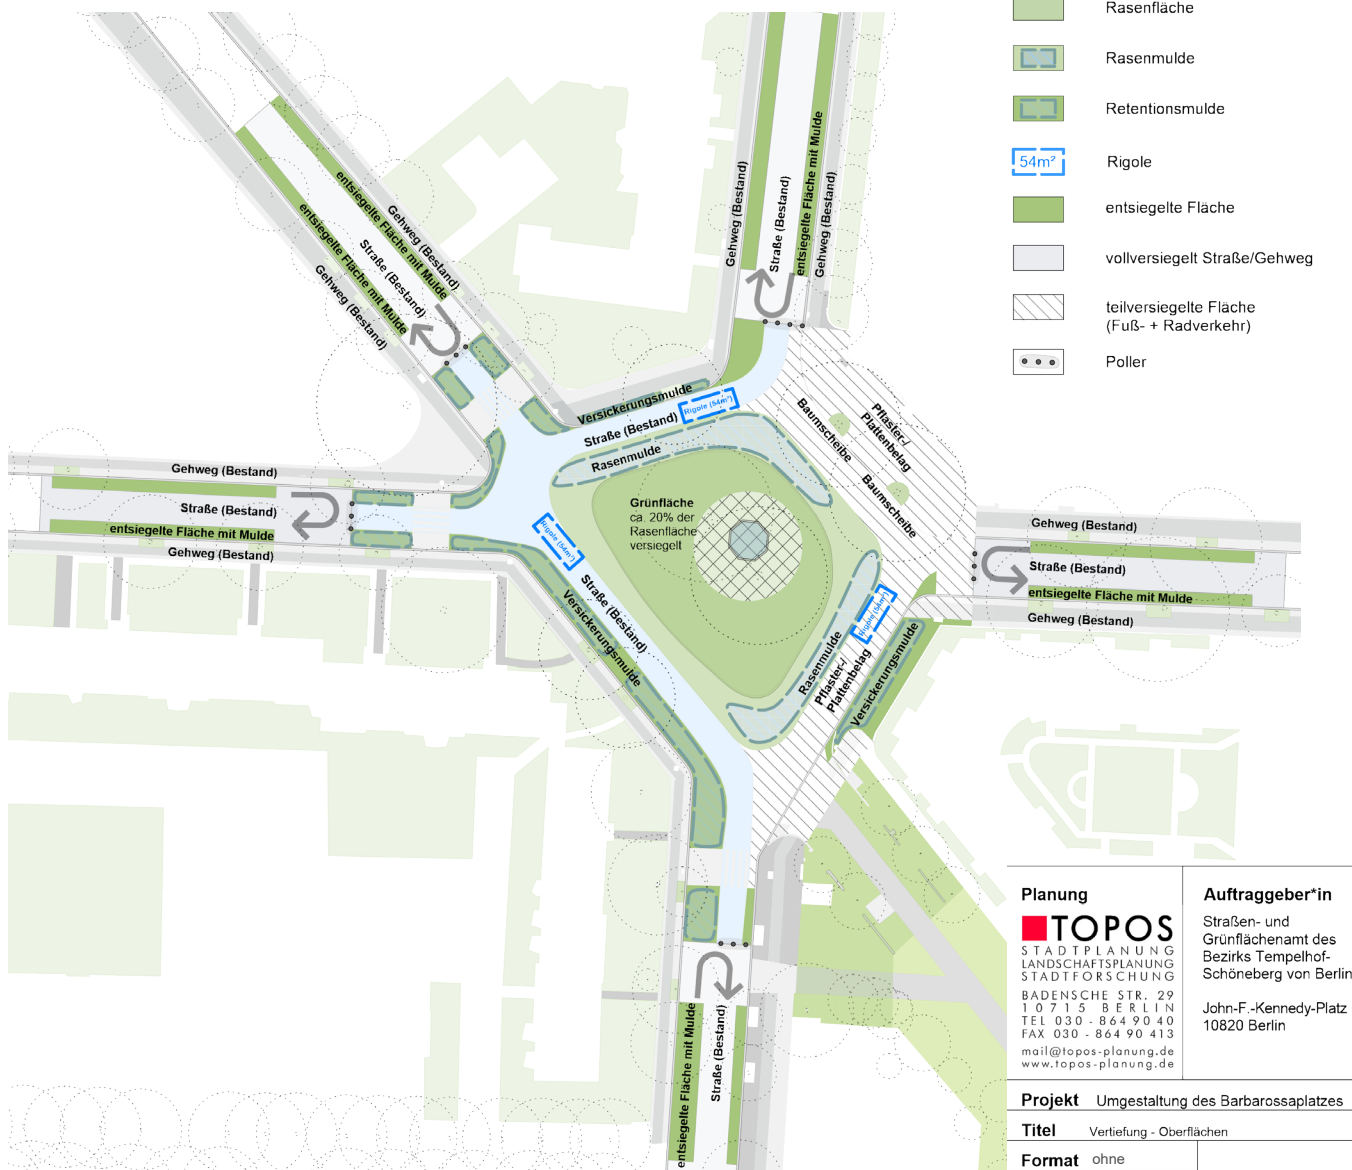 Rasenfläche
Rasenmulde
Retentionsmulde
54m²
Rigole
entsiegelte Fläche
vollversiegelt Straße/Gehweg
teilversiegelte Fläche
(Fuß- + Radverkehr)
Poller
entsiegelte Fläche mit Mulde
Gehweg (Bestand)
entsiegelte Fläche mit Mulde
Straße (Bestand)
Gehweg (Bestand)
Gehweg (Bestand)
Straße (Bestand)
entsiegelte Fläche mit Mulde
Gehweg (Bestand)
Versickerungsmulde
Rigole (54m²)
Straße (Bestand)
Rasenmulde
Baumscheibe
Pflaster-/
Plattenbelag
Baumscheibe
Gehweg (Bestand)
Straße (Bestand)
entsiegelte Fläche mit Mulde
Gehweg (Bestand)
Grünfläche
ca. 20% der
Rasenfläche
versiegelt
Rigole (54m²)
Straße (Bestand)
Versickerungsmulde
Gehweg (Bestand)
Straße (Bestand)
entsiegelte Fläche mit Mulde
Gehweg (Bestand)
Rigole (54m²)
Rasenmulde
Pflaster-/
Plattenbelag
Versickerungsmulde
entsiegelte Fläche mit Mulde
Straße (Bestand)
Planung
TOPOS
STADTPLANUNG
LANDSCHAFTSPLANUNG
STADTFORSCHUNG
BADENSCHE STR. 29
10715 BERLIN
TEL 030 - 864 90 40
FAX 030 - 864 90 413
mail@topos-planung.de
www.topos-planung.de
Auftraggeber*in
Straßen- und
Grünflächenamt des
Bezirks Tempelhof-
Schöneberg von Berlin
John-F.-Kennedy-Platz
10820 Berlin
Projekt Umgestaltung des Barbarossaplatzes
Titel Vertiefung - Oberflächen
Format ohne